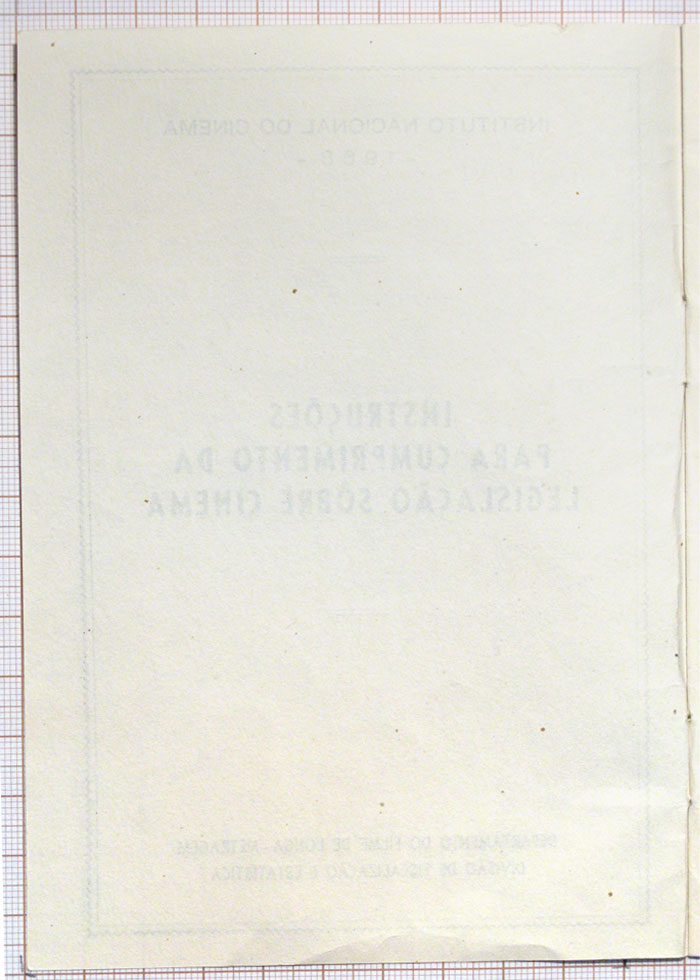 INSTITUTO NACIONAL DO CINEMA
INSTRUÇÕES
PARA CUMPRIMENTO DA
LEGISLAÇÃO SÔBRE CINEMA
DEPARTAMENTO DO FILME DE LONGA METRAGEM
DIVISÃO DE FISCALIZAÇÃO E ESTATÍSTICA